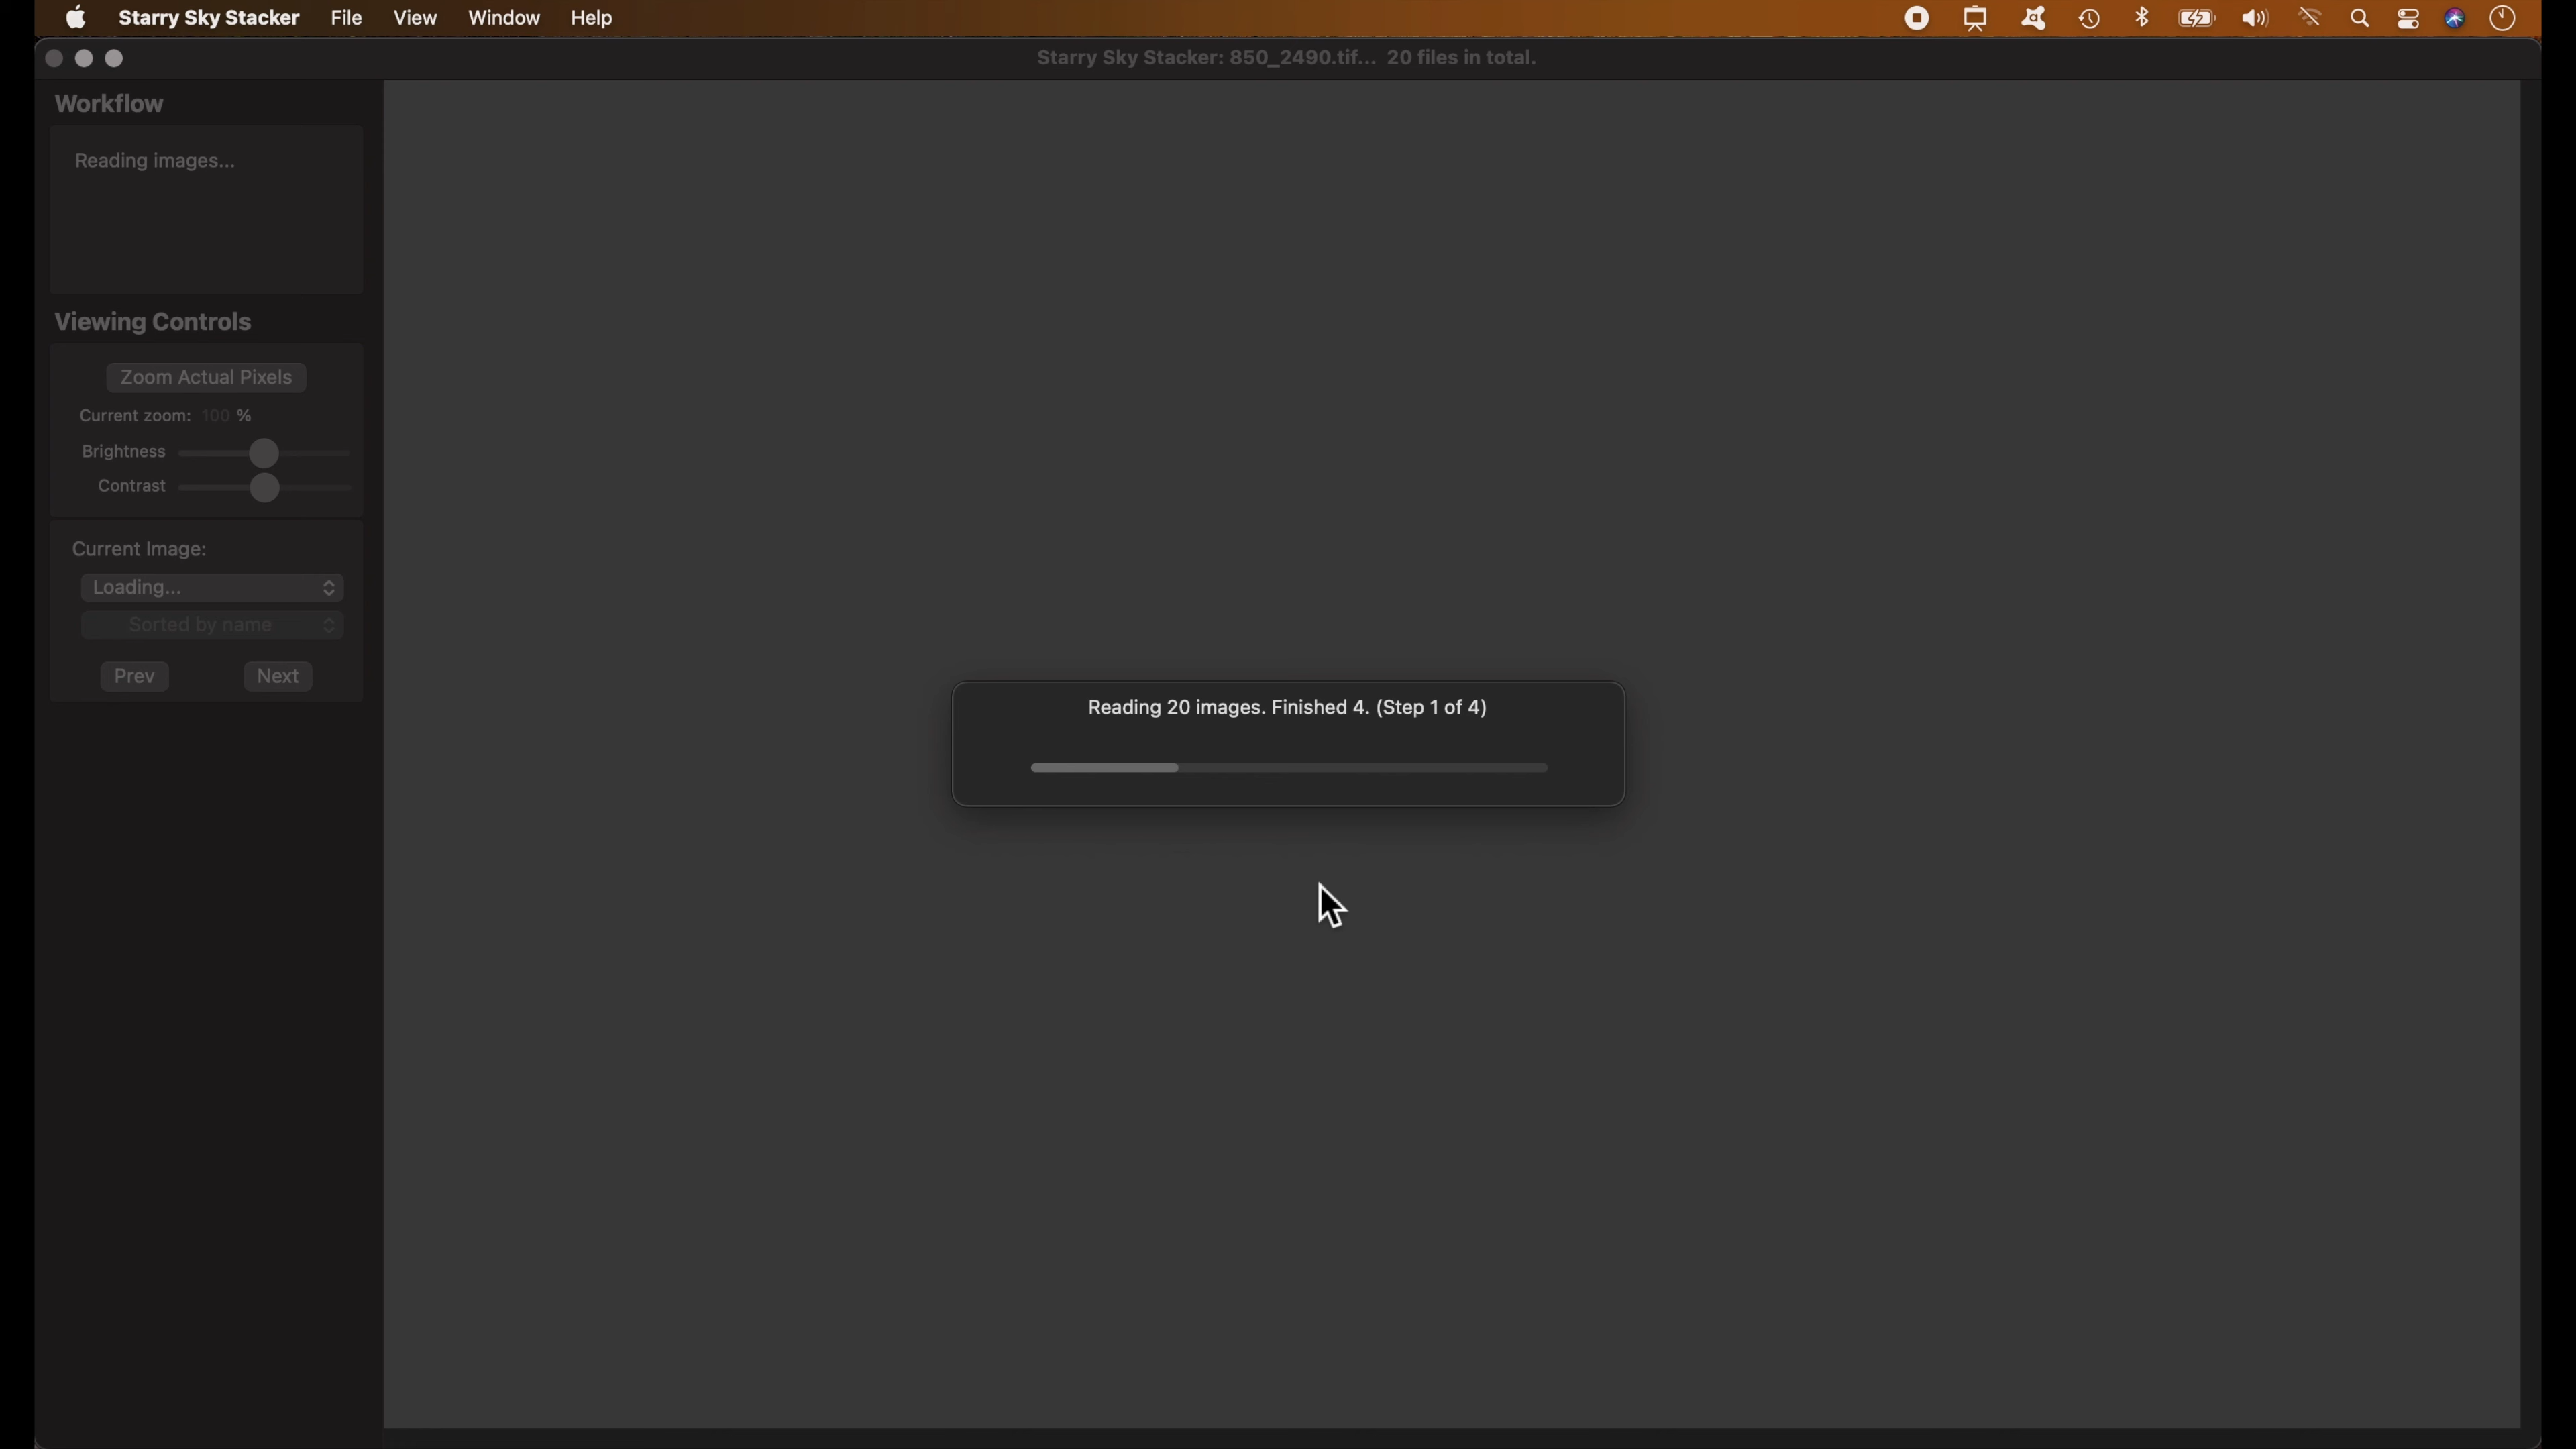 Starry Sky Stacker File View Window Help
Starry Sky Stacker: 850_2490.tif... 20 files in total.
Workflow
Reading images...
Viewing Controls
Zoom Actual Pixels
Current zoom: 100 %
Brightness
Contrast
Current Image:
Loading...
Sorted by name
Prev Next
Reading 20 images. Finished 4. (Step 1 of 4)